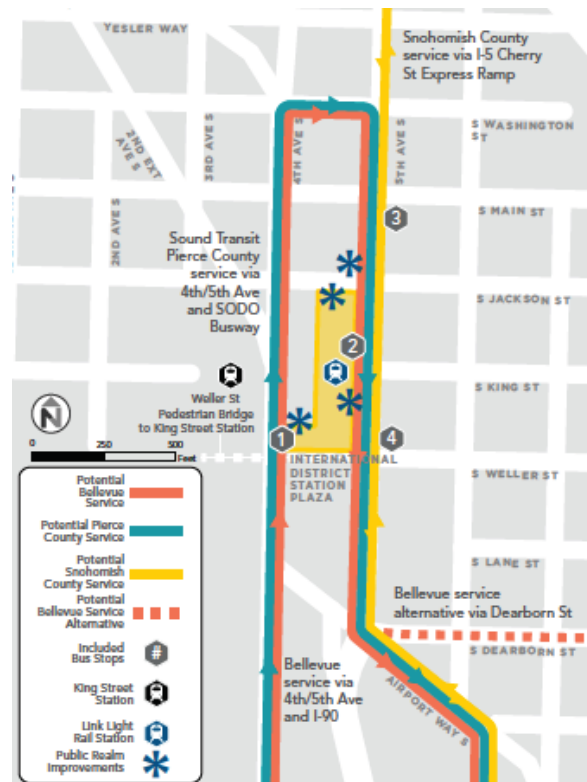 YESLER WAY
Snohomish County
service via I-5 Cherry
St Express Ramp
2ND EXT
AVE S
3RD AVE S
4TH AVE S
5TH AVE S
S WASHINGTON
ST
2ND AVE S
S MAIN ST
3
Sound Transit
Pierce County
service via
4th/5th Ave
and SODO
Busway
S JACKSON ST
2
S KING ST
Weller St
Pedestrian Bridge
to King Street Station
N
0 250 500
Feet
1
4
INTERNATIONAL
DISTRICT
STATION
PLAZA
S WELLER ST
S LANE ST
Bellevue service
alternative via Dearborn St
S DEARBORN ST
AIRPORT WAY S
Bellevue
service via
4th/5th Ave
and I-90
Potential
Bellevue
Service
Potential Pierce
County Service
Potential
Snohomish
County Service
Potential
Bellevue Service
Alternative
Included
Bus Stops
#
King Street
Station
Link Light
Rail Station
Public Realm
Improvements